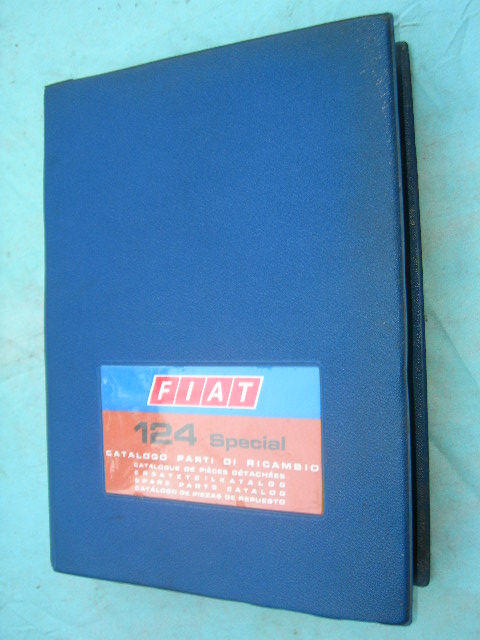 FIAT
124 Special
CATALOGO PARTI DI RICAMBIO
CATALOGUE DE PIÈCES DÉTACHÉES
ERSATZTEILKATALOG
SPARE PARTS CATALOG
CATÁLOGO DE PIEZAS DE REPUESTO